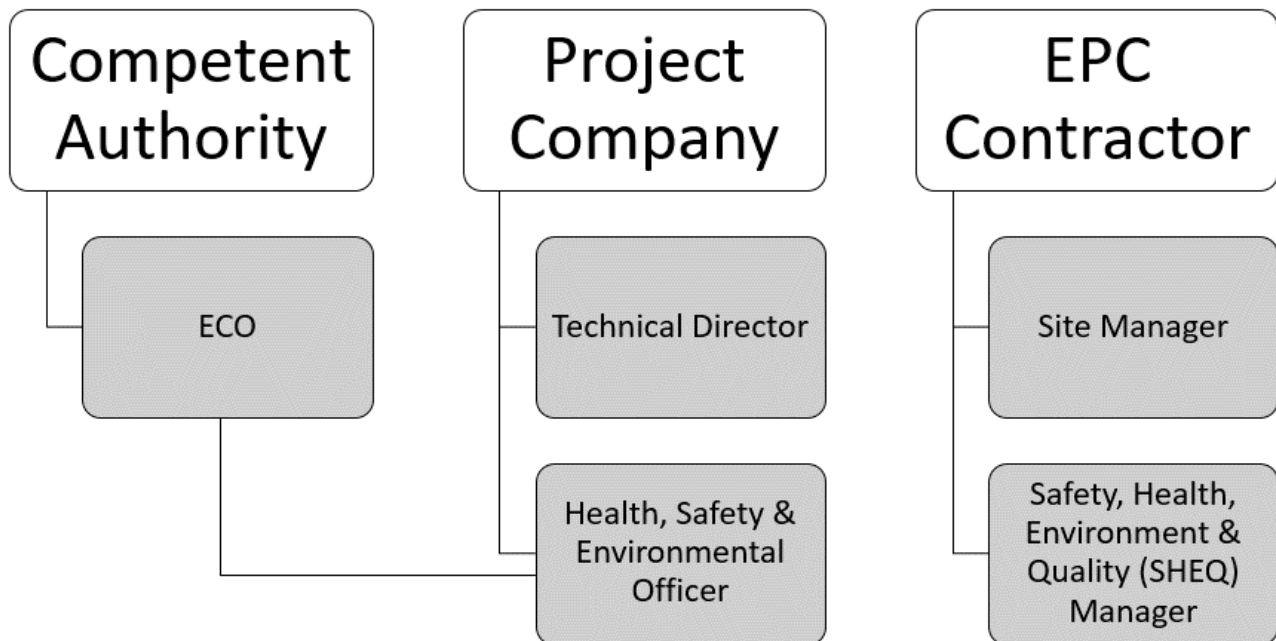 Competent
Authority
Project
Company
EPC
Contractor
ECO
Technical Director
Site Manager
Health, Safety &
Environmental
Officer
Safety, Health,
Environment &
Quality (SHEQ)
Manager